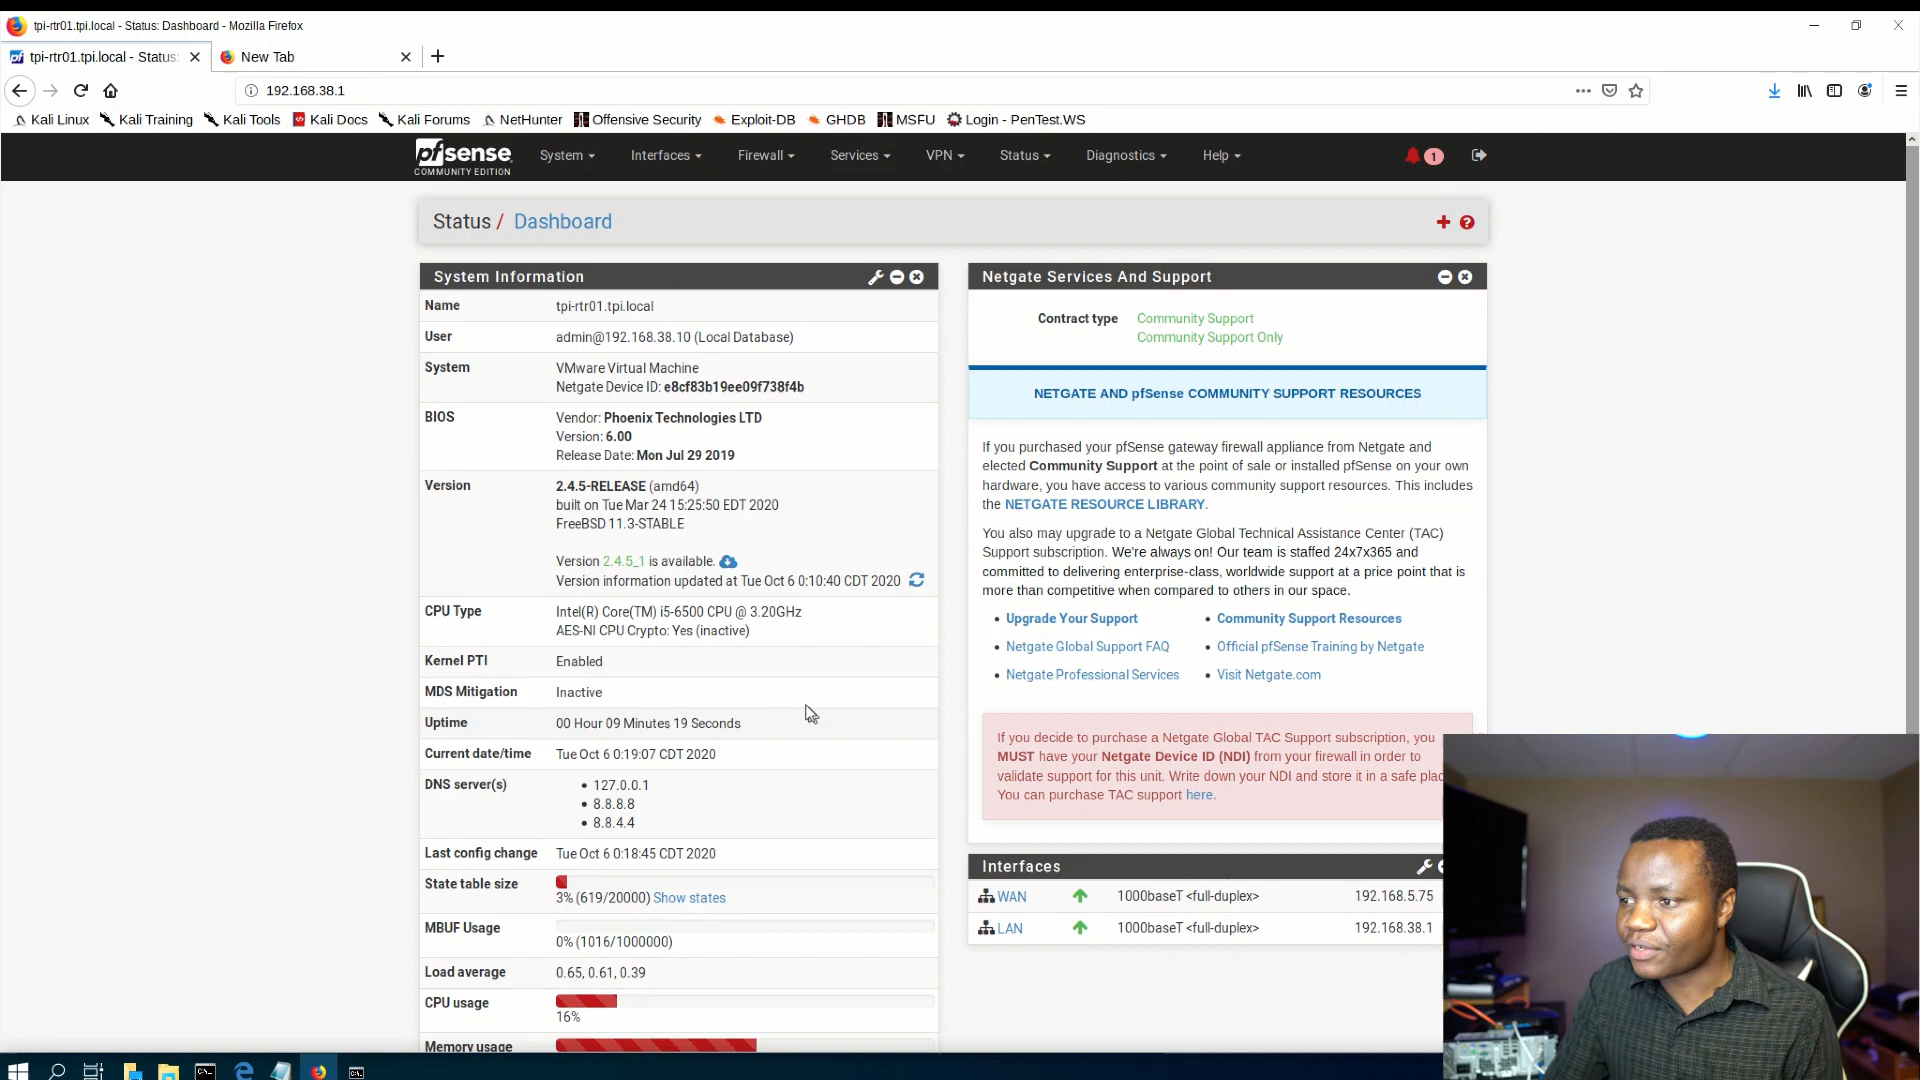 tpi-rtr01.tpi.local - Status: Dashboard - Mozilla Firefox
tpi-rtr01.tpi.local - Status:
New Tab
192.168.38.1
Kali Linux Kali Training Kali Tools Kali Docs Kali Forums NetHunter Offensive Security Exploit-DB GHDB MSFU Login - PenTest.WS
pfsense
COMMUNITY EDITION
System Interfaces Firewall Services VPN Status Diagnostics Help 1
Status / Dashboard
System Information
Name tpi-rtr01.tpi.local
User admin@192.168.38.10 (Local Database)
System VMware Virtual Machine
Netgate Device ID: e8cf83b19ee09f738f4b
BIOS Vendor: Phoenix Technologies LTD
Version: 6.00
Release Date: Mon Jul 29 2019
Version 2.4.5-RELEASE (amd64)
built on Tue Mar 24 15:25:50 EDT 2020
FreeBSD 11.3-STABLE
Version 2.4.5_1 is available.
Version information updated at Tue Oct 6 0:10:40 CDT 2020
CPU Type Intel(R) Core(TM) i5-6500 CPU @ 3.20GHz
AES-NI CPU Crypto: Yes (inactive)
Kernel PTI Enabled
MDS Mitigation Inactive
Uptime 00 Hour 09 Minutes 19 Seconds
Current date/time Tue Oct 6 0:19:07 CDT 2020
DNS server(s) • 127.0.0.1
• 8.8.8.8
• 8.8.4.4
Last config change Tue Oct 6 0:18:45 CDT 2020
State table size
3% (619/20000) Show states
MBUF Usage
0% (1016/1000000)
Load average 0.65, 0.61, 0.39
CPU usage
16%
Memory usage
Netgate Services And Support
Contract type Community Support
Community Support Only
NETGATE AND pfSense COMMUNITY SUPPORT RESOURCES
If you purchased your pfSense gateway firewall appliance from Netgate and
elected Community Support at the point of sale or installed pfSense on your own
hardware, you have access to various community support resources. This includes
the NETGATE RESOURCE LIBRARY.
You also may upgrade to a Netgate Global Technical Assistance Center (TAC)
Support subscription. We're always on! Our team is staffed 24x7x365 and
committed to delivering enterprise-class, worldwide support at a price point that is
more than competitive when compared to others in our space.
• Upgrade Your Support • Community Support Resources
• Netgate Global Support FAQ • Official pfSense Training by Netgate
• Netgate Professional Services • Visit Netgate.com
If you decide to purchase a Netgate Global TAC Support subscription, you
MUST have your Netgate Device ID (NDI) from your firewall in order to
validate support for this unit. Write down your NDI and store it in a safe plac
You can purchase TAC support here.
Interfaces
WAN 1000baseT <full-duplex> 192.168.5.75
LAN 1000baseT <full-duplex> 192.168.38.1